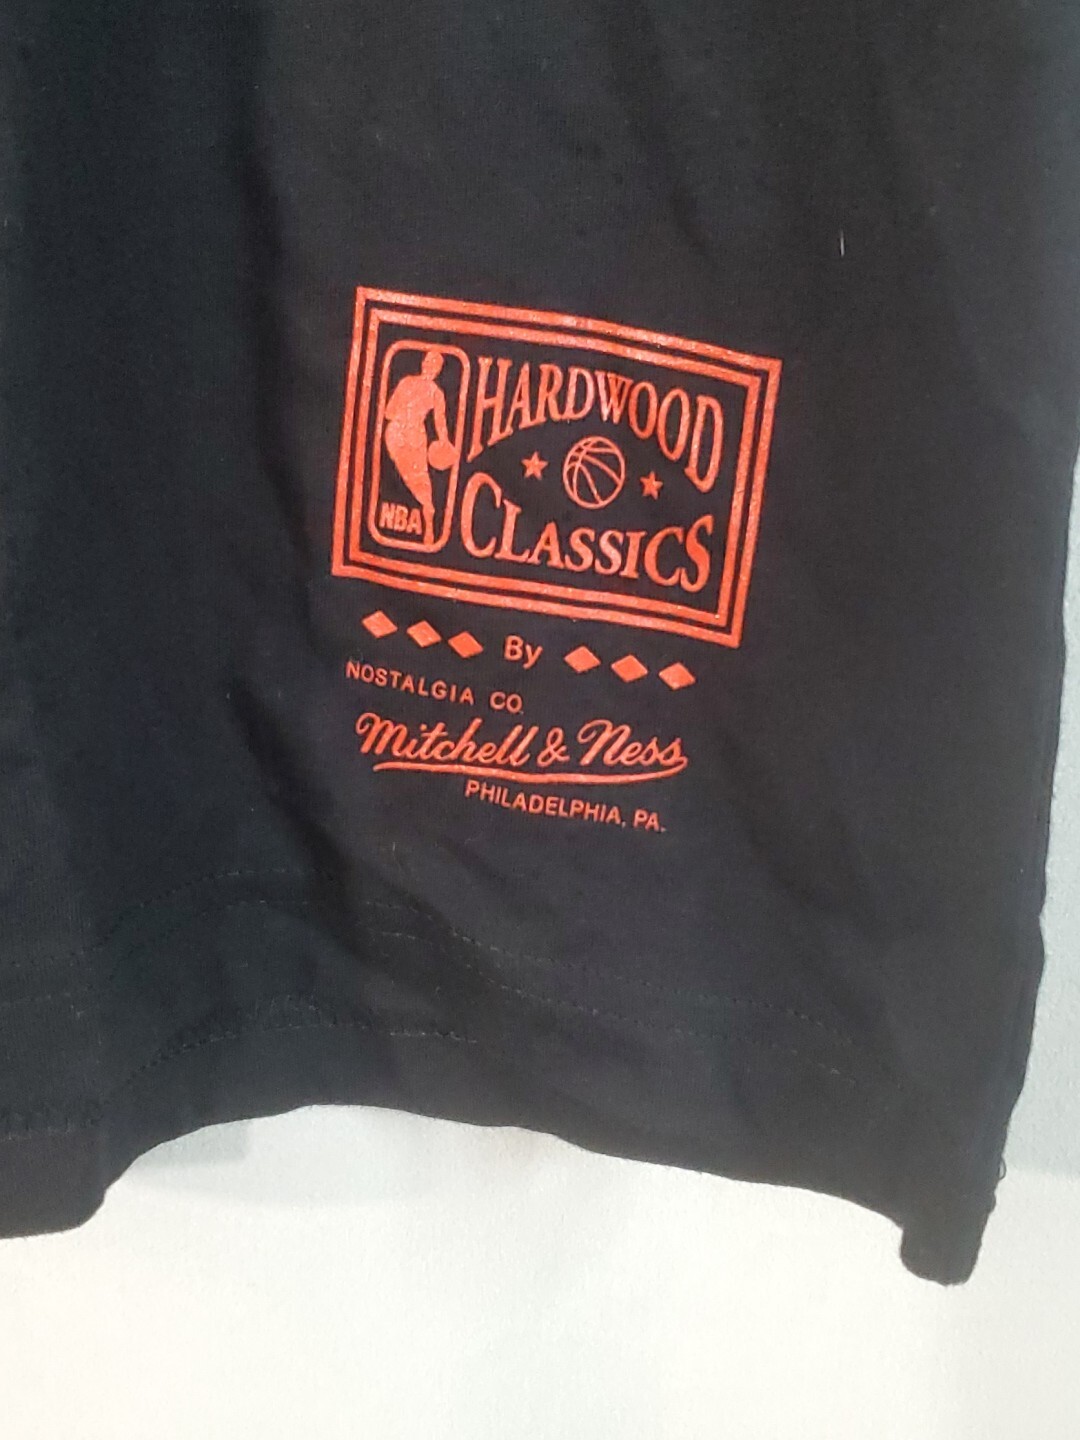 HARDWOOD
CLASSICS
NBA
By
NOSTALGIA CO.
Mitchell & Ness
PHILADELPHIA, PA.